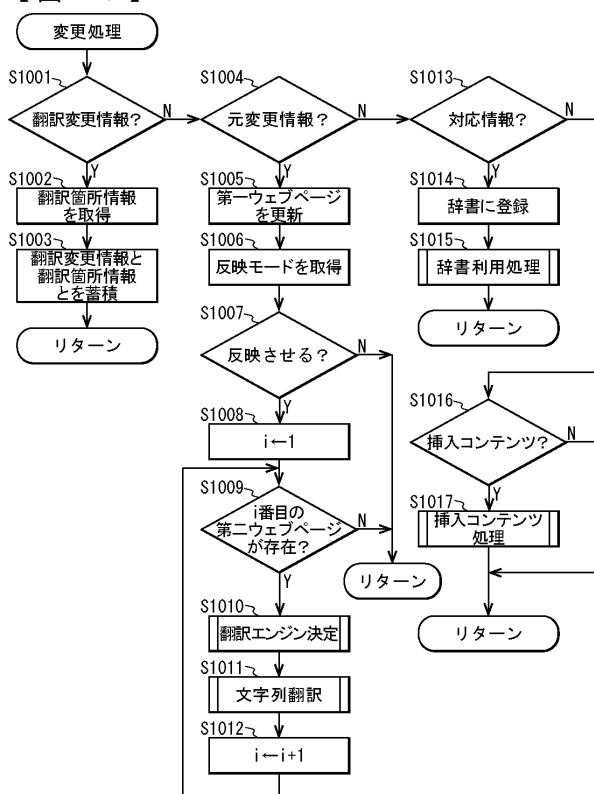 変更処理
S1001
翻訳変更情報？
N
Y
S1002
翻訳箇所情報
を取得
S1003
翻訳変更情報と
翻訳箇所情報
とを蓄積
リターン
S1004
元変更情報？
N
Y
S1005
第一ウェブページ
を更新
S1006
反映モードを取得
S1007
反映させる？
N
Y
S1008
i←1
S1009
i番目の
第二ウェブページ
が存在？
N
Y
リターン
S1010
翻訳エンジン決定
S1011
文字列翻訳
S1012
i←i+1
S1013
対応情報？
N
Y
S1014
辞書に登録
S1015
辞書利用処理
リターン
S1016
挿入コンテンツ？
N
Y
S1017
挿入コンテンツ
処理
リターン